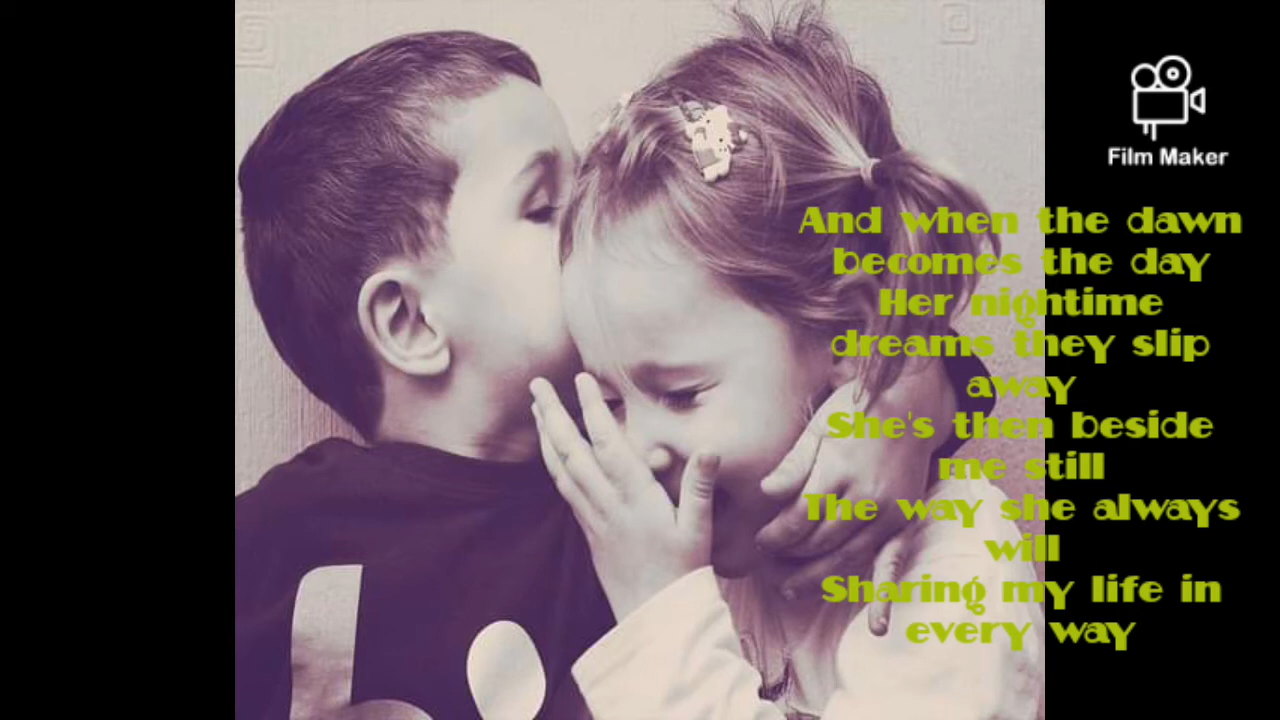 Film Maker
And when the dawn
becomes the day
Her nightime
dreams they slip
away
She's then beside
me still
The way she always
will
Sharing my life in
every way